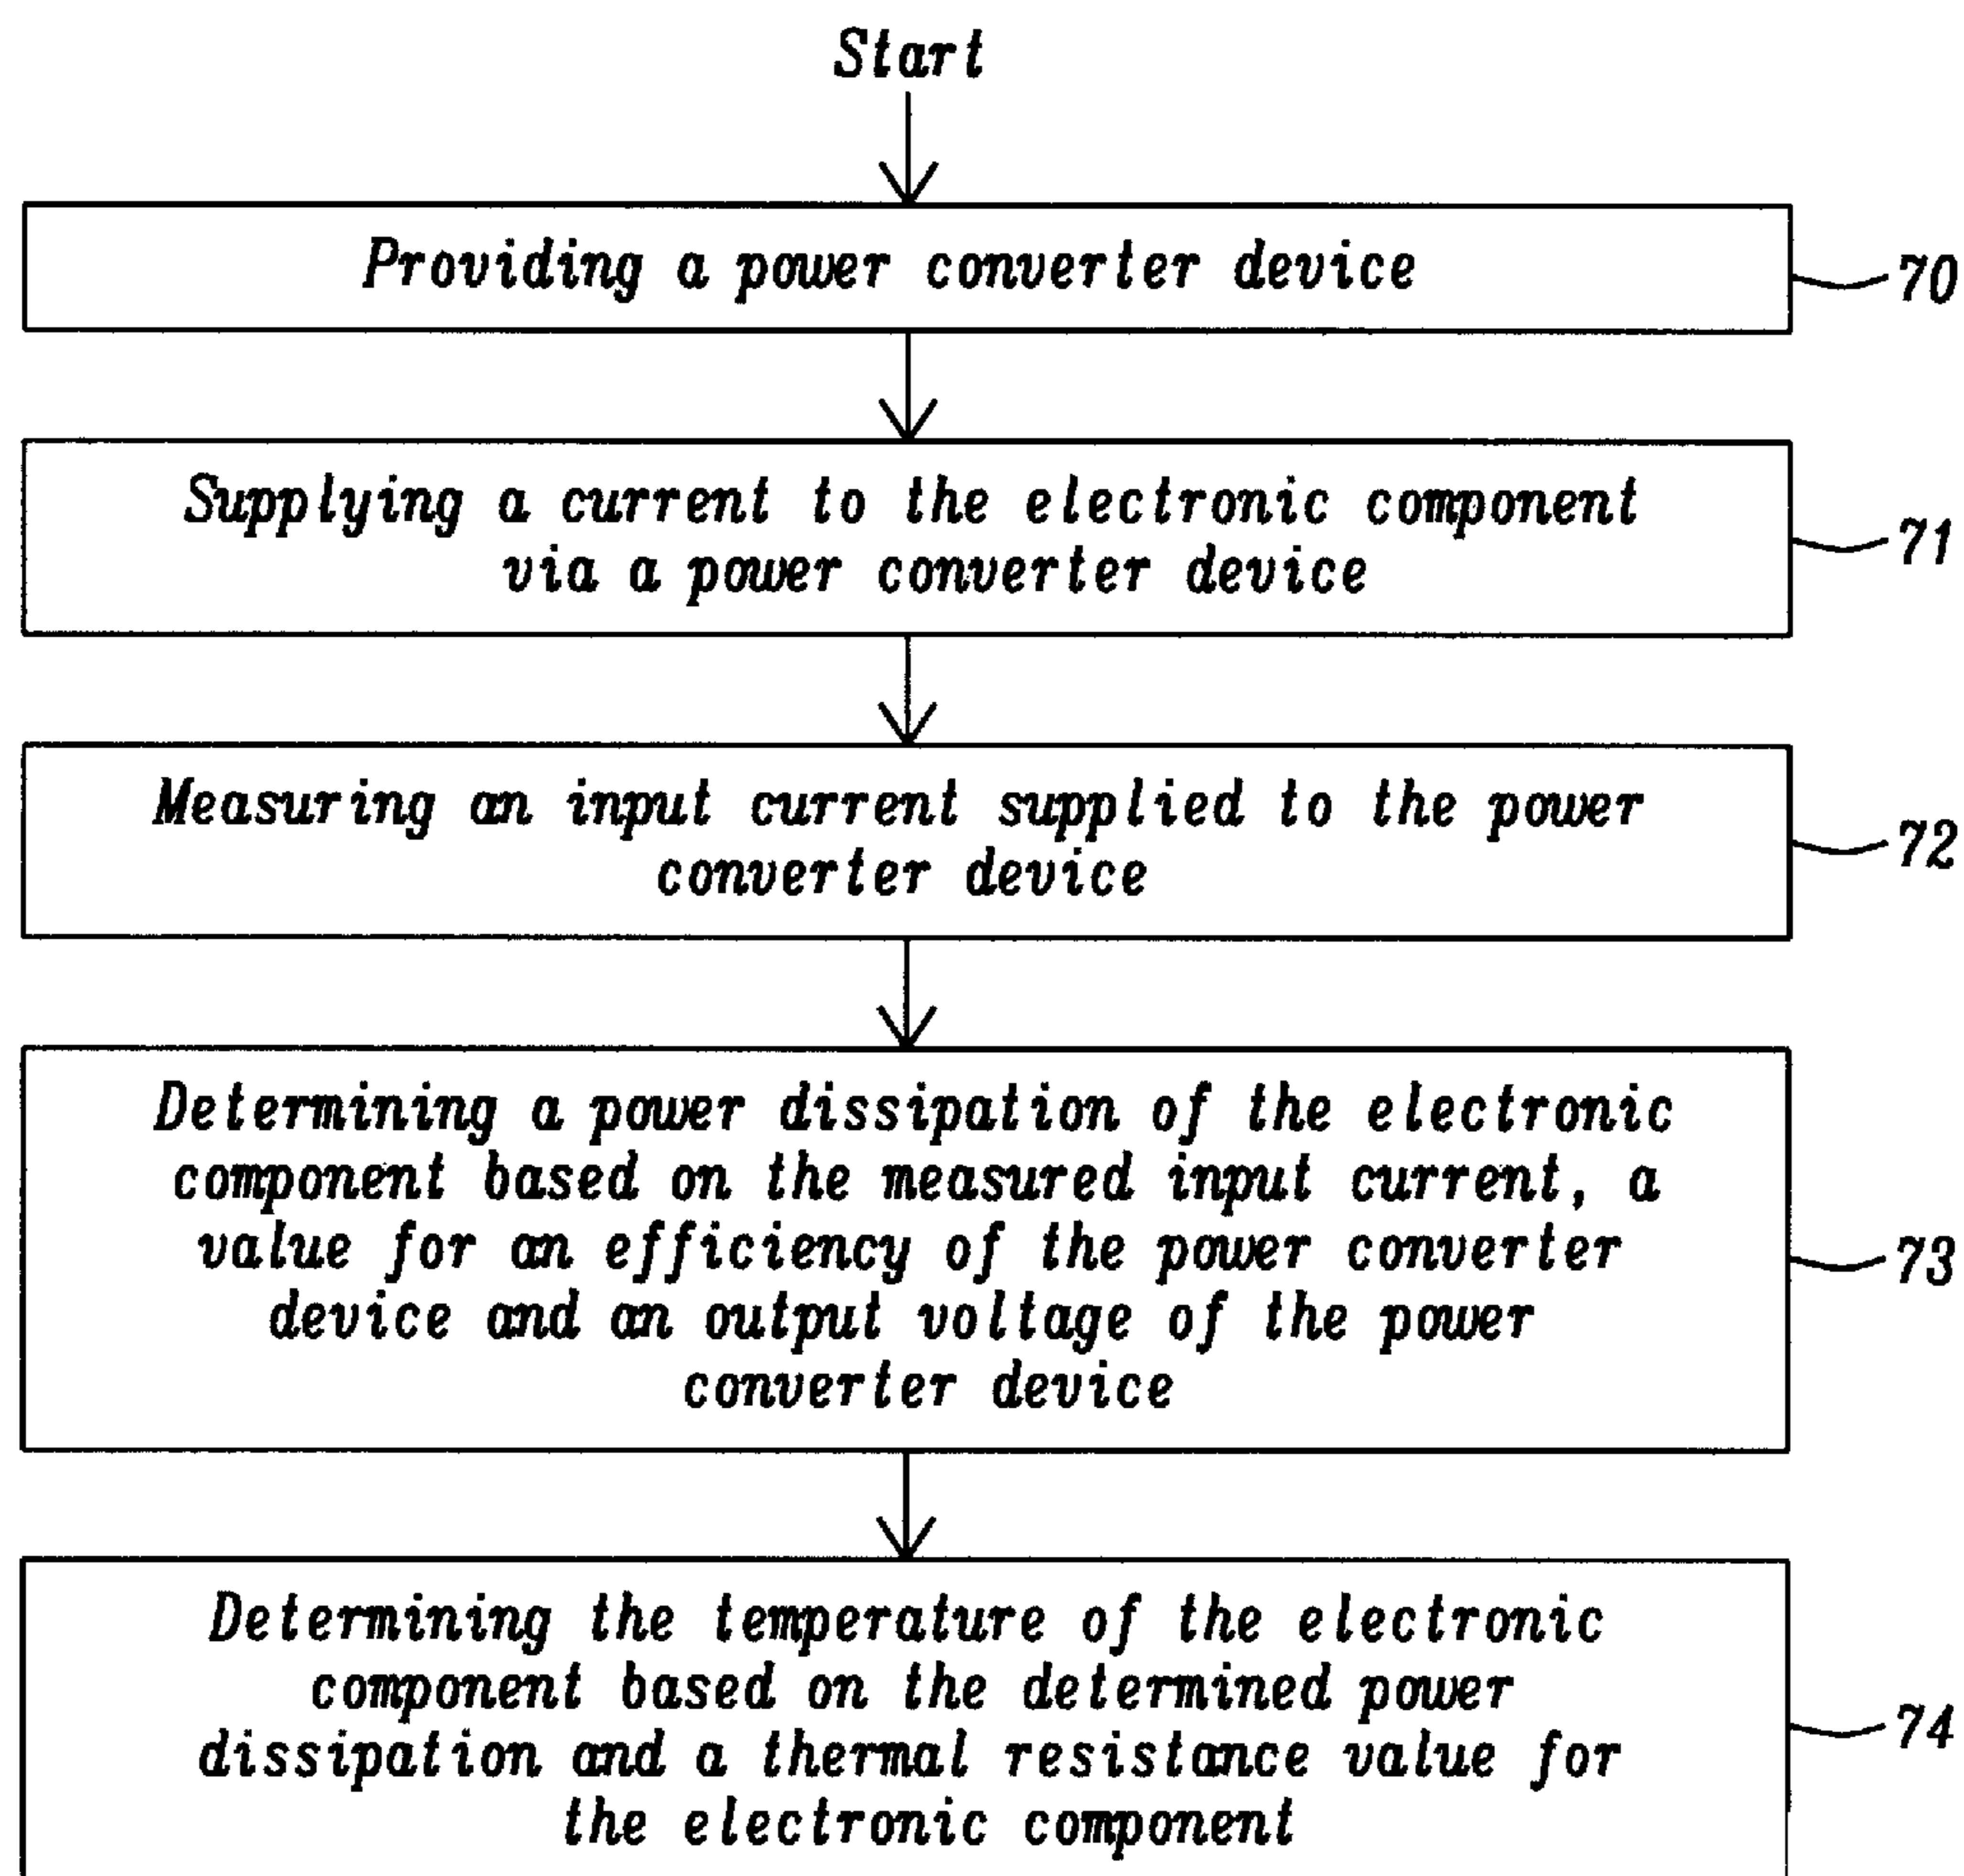 Start
Providing a power converter device
70
Supplying a current to the electronic component
via a power converter device
71
Measuring an input current supplied to the power
converter device
72
Determining a power dissipation of the electronic
component based on the measured input current, a
value for an efficiency of the power converter
device and an output voltage of the power
converter device
73
Determining the temperature of the electronic
component based on the determined power
dissipation and a thermal resistance value for
the electronic component
74